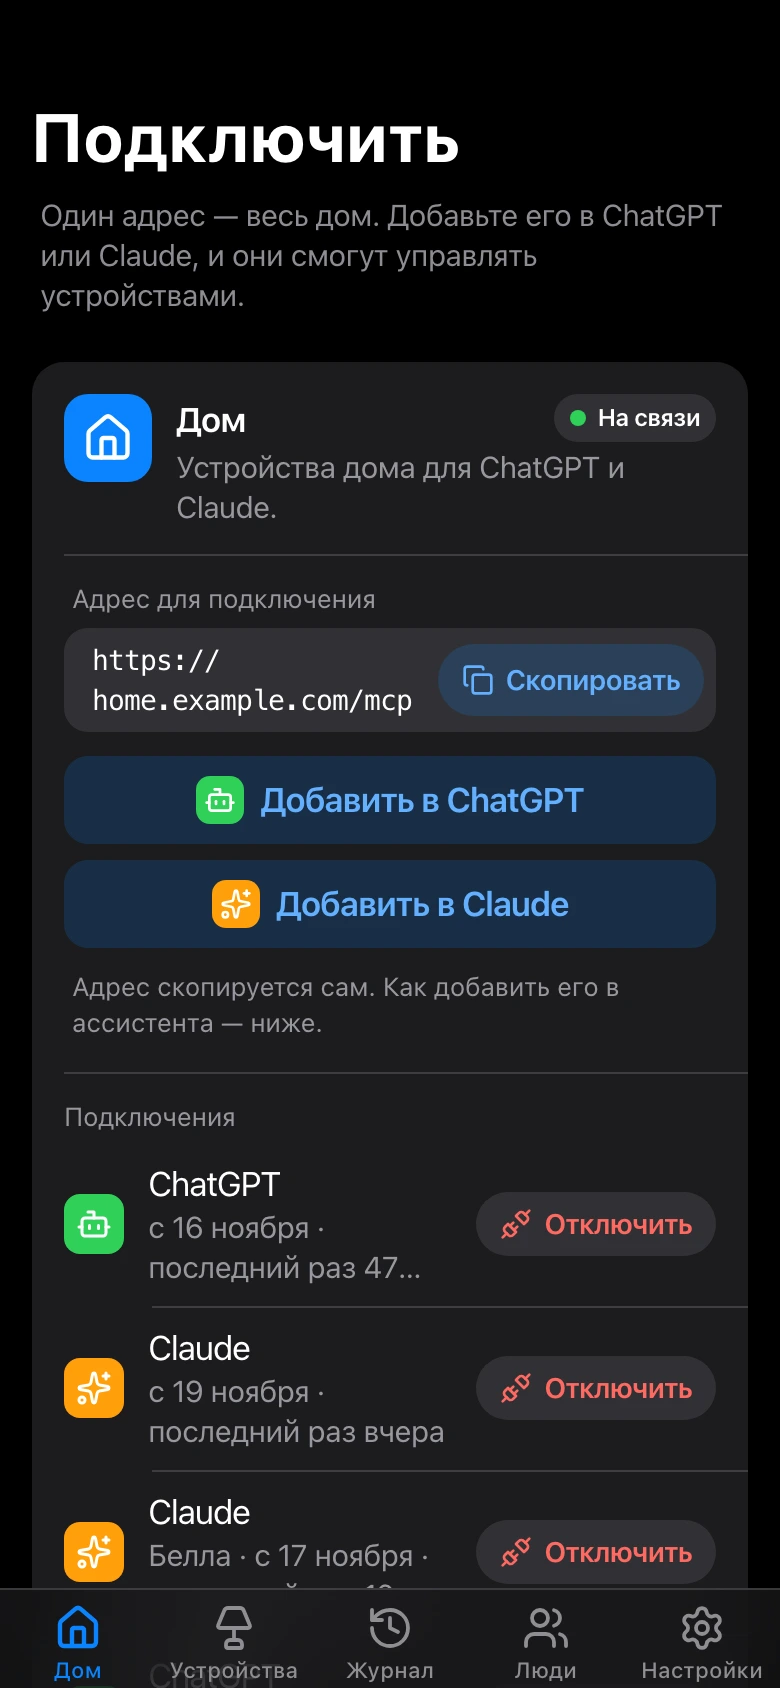 Подключить
Один адрес — весь дом. Добавьте его в ChatGPT
или Claude, и они смогут управлять
устройствами.
Дом
На связи
Устройства дома для ChatGPT и
Claude.
Адрес для подключения
https://
home.example.com/mcp
Скопировать
Добавить в ChatGPT
Добавить в Claude
Адрес скопируется сам. Как добавить его в
ассистента — ниже.
Подключения
ChatGPT
с 16 ноября ·
последний раз 47...
Отключить
Claude
с 19 ноября ·
последний раз вчера
Отключить
Claude
Белла · с 17 ноября ·
Отключить
ChatGPT
Дом
Устройства
Журнал
Люди
Настройки